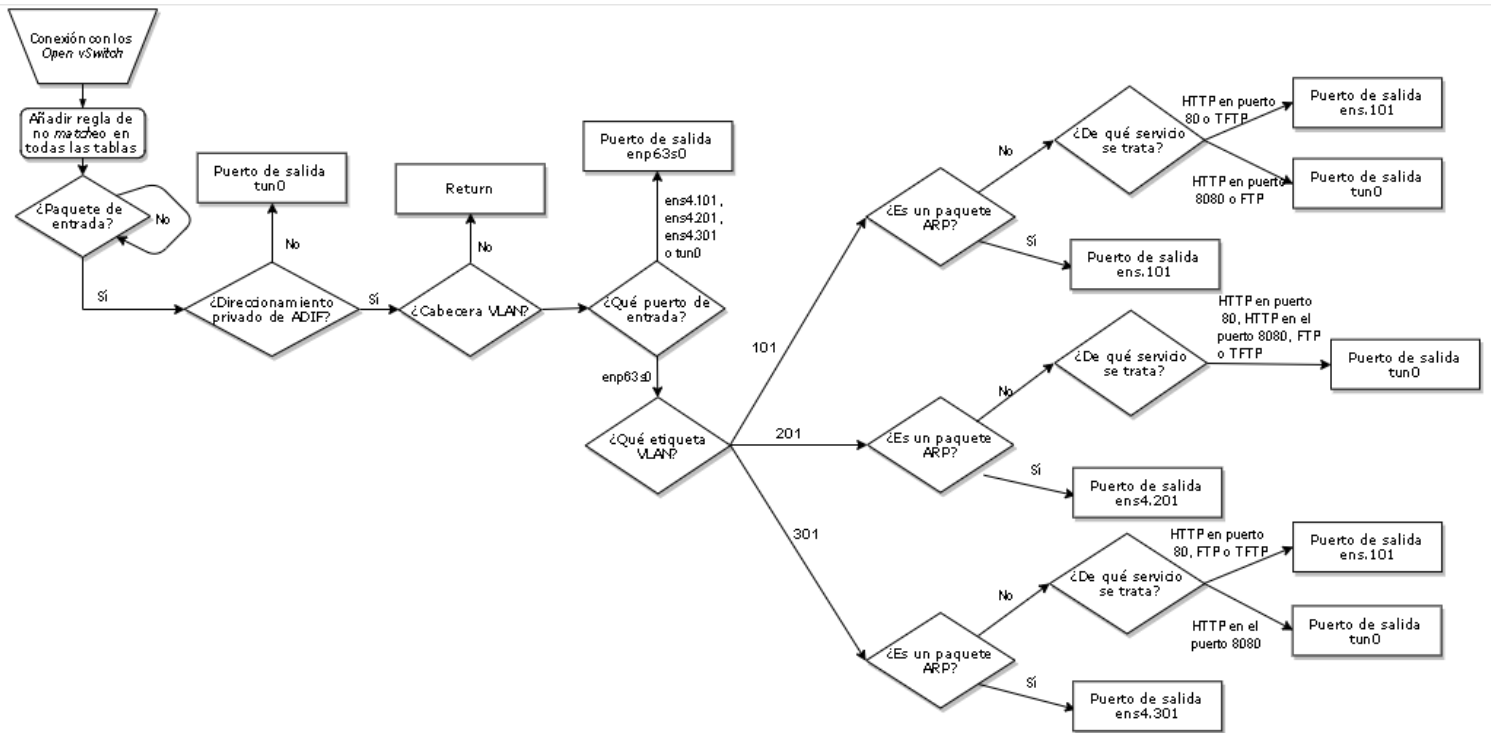 Conexión con los
Open vSwitch
Añadir regla de
no matcheo en
todas las tablas
¿Paquete de
entrada?
No
Sí
Puerto de salida
tun0
No
¿Direccionamiento
privado de ADIF?
Sí
Return
No
¿Cabecera VLAN?
Puerto de salida
enp63s0
ens4.101,
ens4.201,
ens4.301
o tun0
¿Qué puerto de
entrada?
enp63s0
¿Qué etiqueta
VLAN?
101
¿Es un paquete
ARP?
No
¿De qué servicio
se trata?
HTTP en puerto
80 o TFTP
Puerto de salida
ens.101
HTTP en puerto
8080 o FTP
Puerto de salida
tun0
Sí
Puerto de salida
ens.101
201
¿Es un paquete
ARP?
No
¿De qué servicio
se trata?
HTTP en puerto
80, HTTP en el
puerto 8080, FTP
o TFTP
Puerto de salida
tun0
Sí
Puerto de salida
ens4.201
301
¿Es un paquete
ARP?
No
¿De qué servicio
se trata?
HTTP en puerto
80, FTP o TFTP
Puerto de salida
ens.101
HTTP en el
puerto 8080
Puerto de salida
tun0
Sí
Puerto de salida
ens4.301